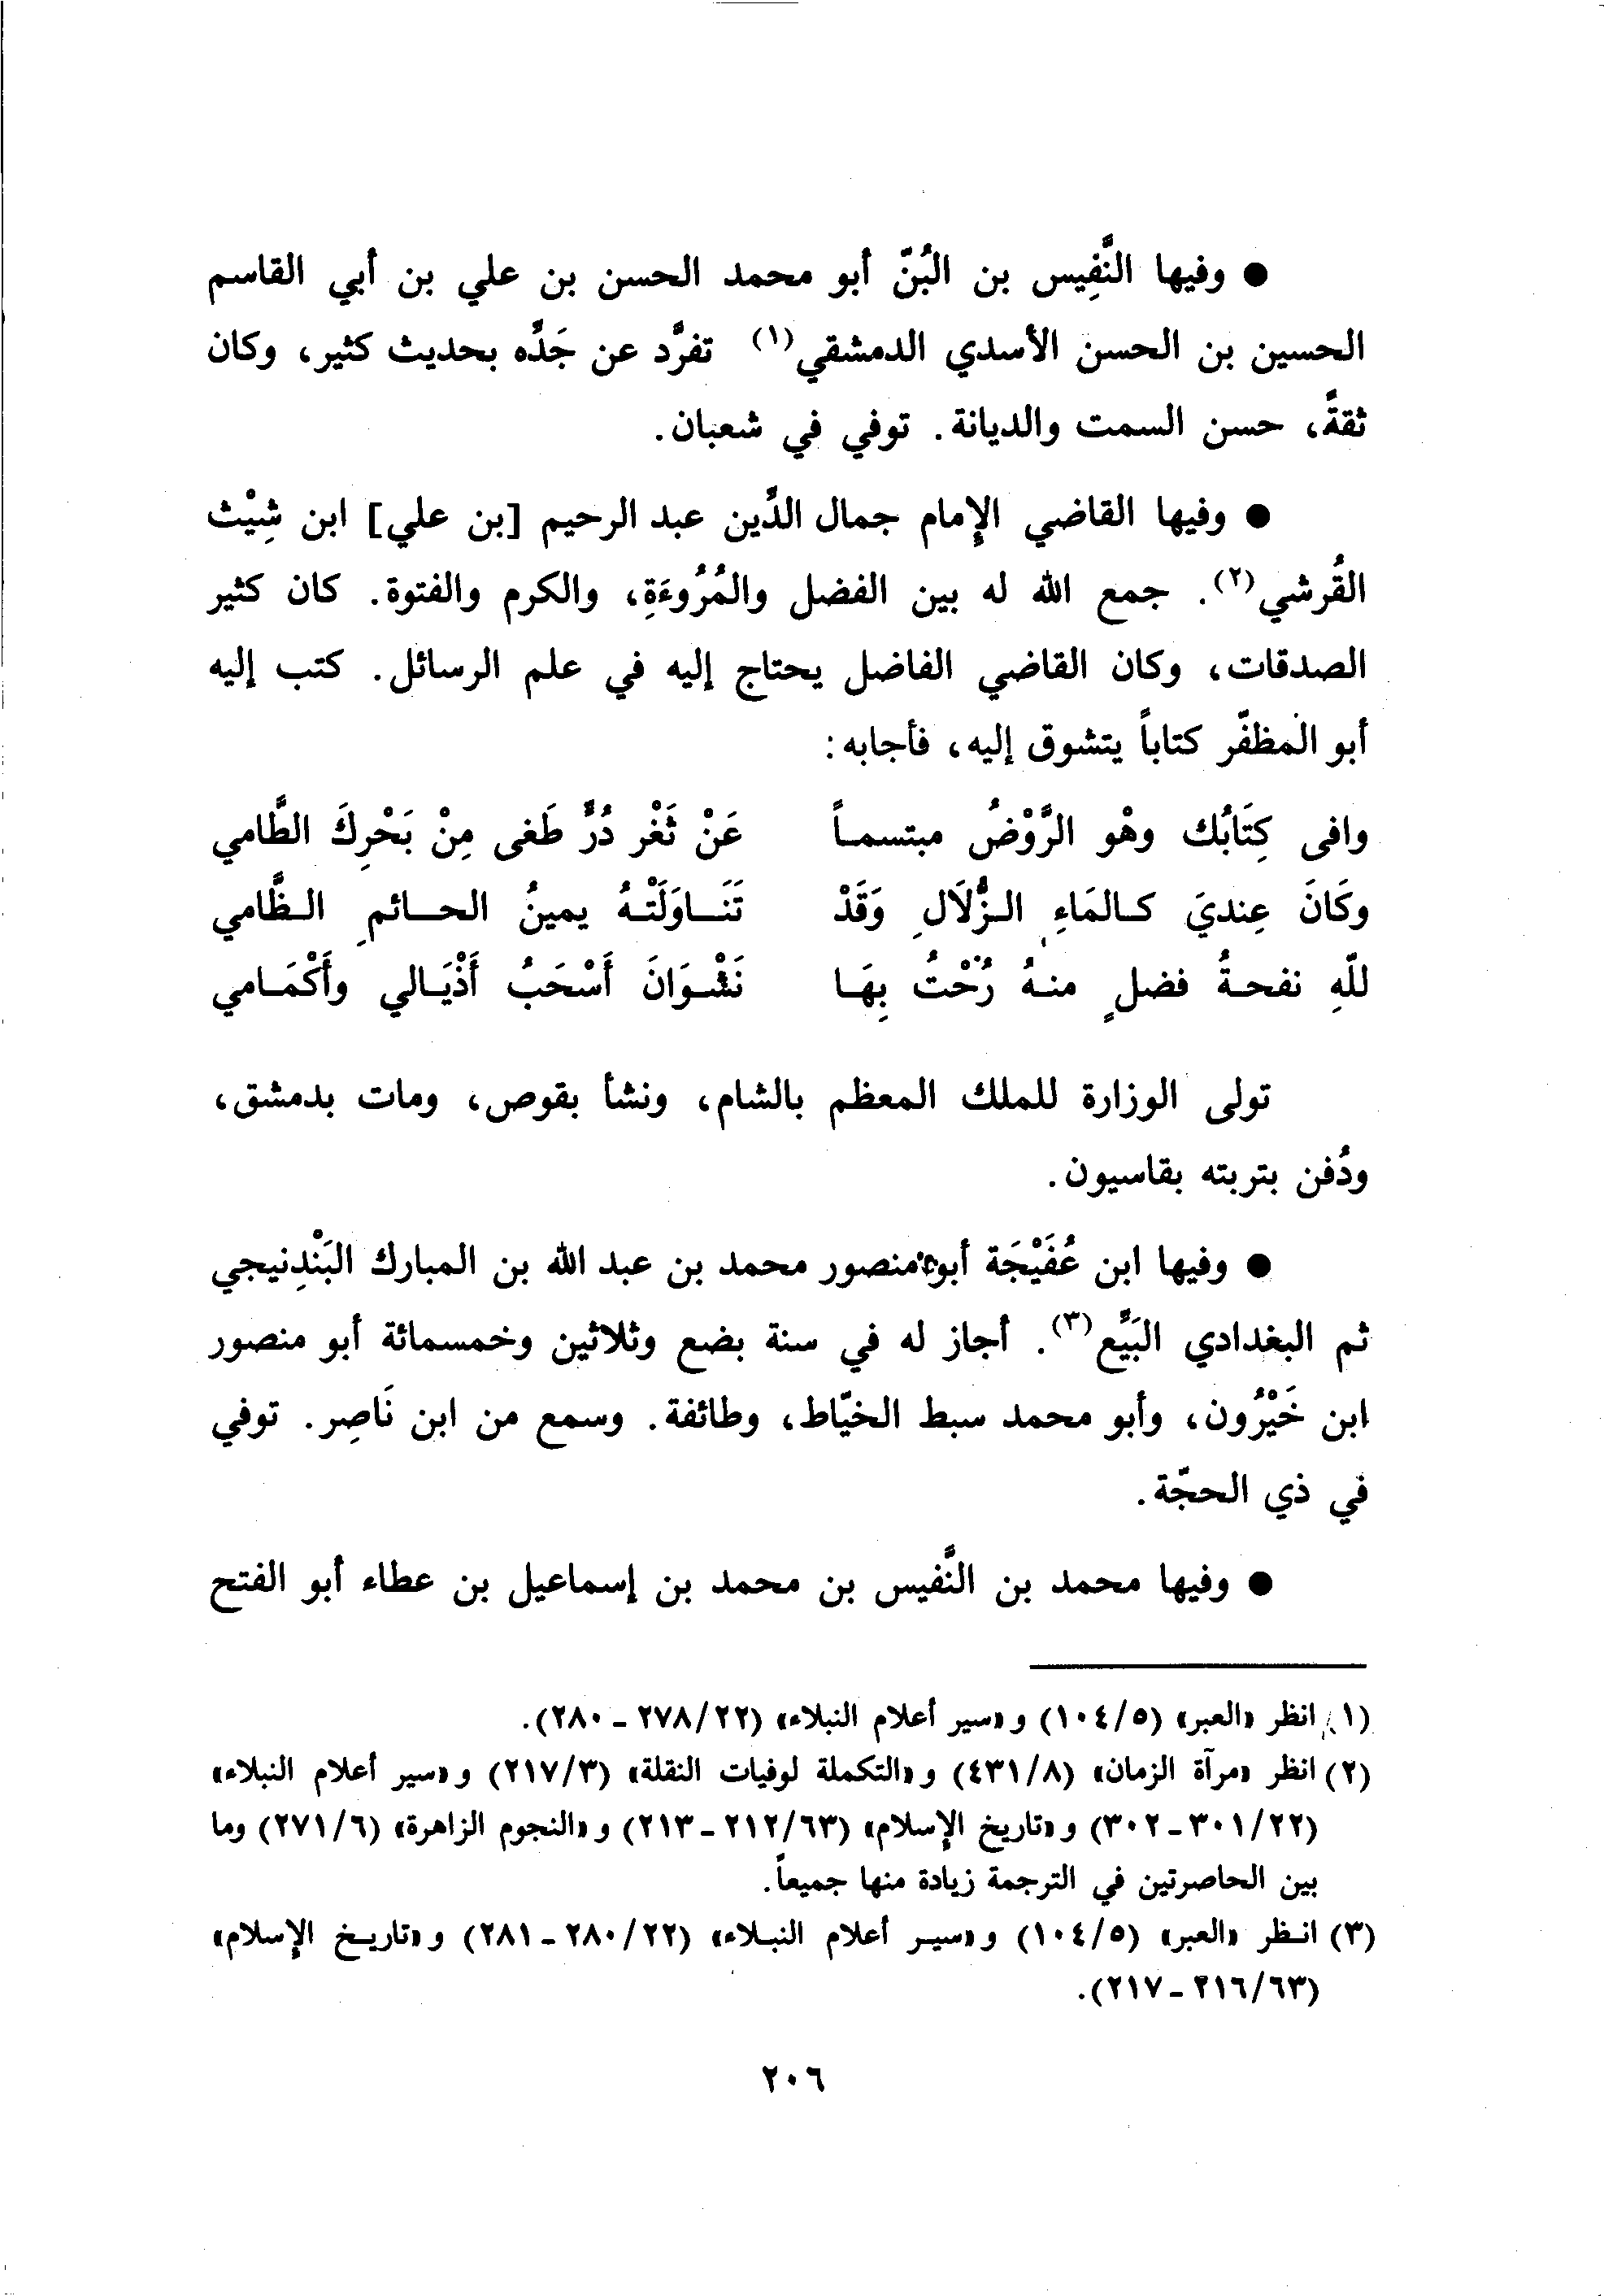 ● وفيها النَّفِيس بن البُنّ أبو محمد الحسن بن علي بن أبي القاسم
الحسين بن الحسن الأسدي الدمشقي(١) تفرَّد عن جَدِّه بحديث كثير، وكان
ثقةً، حسن السمت والديانة. توفي في شعبان.
● وفيها القاضي الإِمام جمال الدِّين عبد الرحيم [بن علي] ابن شِيْث
القُرشي(٢). جمع الله له بين الفضل والمُرُوءَةِ، والكرم والفتوة. كان كثير
الصدقات، وكان القاضي الفاضل يحتاج إليه في علم الرسائل. كتب إليه
أبو المظفّر كتاباً يتشوق إليه، فأجابه:
وافى كِتَابُك وهْو الرَّوْضُ مبتسماً عَنْ ثَغْر دُرٍّ طَغى مِنْ بَحْرِكَ الطَّامي
وكَانَ عِنديَ كالمَاءِ الزُّلَالِ وَقَدْ تَنَاوَلَتْهُ يمينُ الحائمِ الظَّامي
للّهِ نفحةُ فضلٍ منهُ رُحْتُ بِهَا نَشْوَانَ أَسْحَبُ أَذْيَالي وأَكْمَامي
تولى الوزارة للملك المعظم بالشام، ونشأ بقوص، ومات بدمشق،
ودُفن بتربته بقاسيون.
● وفيها ابن عُفَيْجَة أبو منصور محمد بن عبد الله بن المبارك البَنْدِنيجي
ثم البغدادي البَيِّع(٣). أجاز له في سنة بضع وثلاثين وخمسمائة أبو منصور
ابن خَيْرُون، وأبو محمد سبط الخيّاط، وطائفة. وسمع من ابن نَاصِر. توفي
في ذي الحجّة.
● وفيها محمد بن النَّفيس بن محمد بن إسماعيل بن عطاء أبو الفتح
(١) انظر «العبر» (٥/ ١٠٤) و «سير أعلام النبلاء» (٢٢/ ٢٧٨ - ٢٨٠).
(٢) انظر «مرآة الزمان» (٨/ ٤٣١) و «التكملة لوفيات النقلة» (٣/ ٢١٧) و «سير أعلام النبلاء»
(٢٢/ ٣٠١ - ٣٠٢) و «تاريخ الإسلام» (٦٣/ ٢١٢ - ٢١٣) و «النجوم الزاهرة» (٦/ ٢٧١) وما
بين الحاصرتين في الترجمة زيادة منها جميعاً.
(٣) انظر «العبر» (٥/ ١٠٤) و «سير أعلام النبلاء» (٢٢/ ٢٨٠ - ٢٨١) و «تاريخ الإسلام»
(٦٣/ ٢١٦ - ٢١٧).
٢٠٦